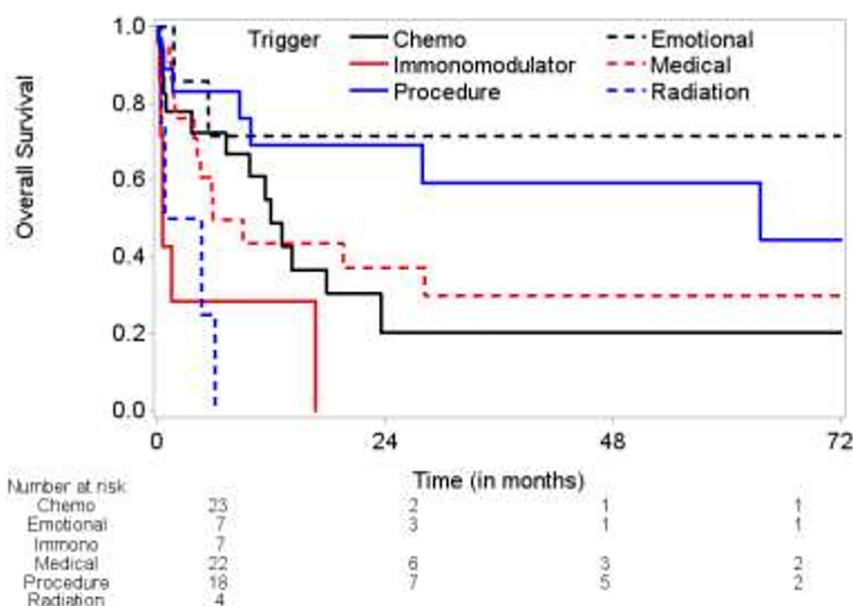 1.0
0.8
0.6
0.4
0.2
0.0
Overall Survival
Trigger Chemo Emotional
Immonomodulator Medical
Procedure Radiation
0 24 48 72
Time (in months)
Number at risk
Chemo 23 2 1 1
Emotional 7 3 1 1
Immono 7
Medical 22 6 3 2
Procedure 18 7 5 2
Radiation 4